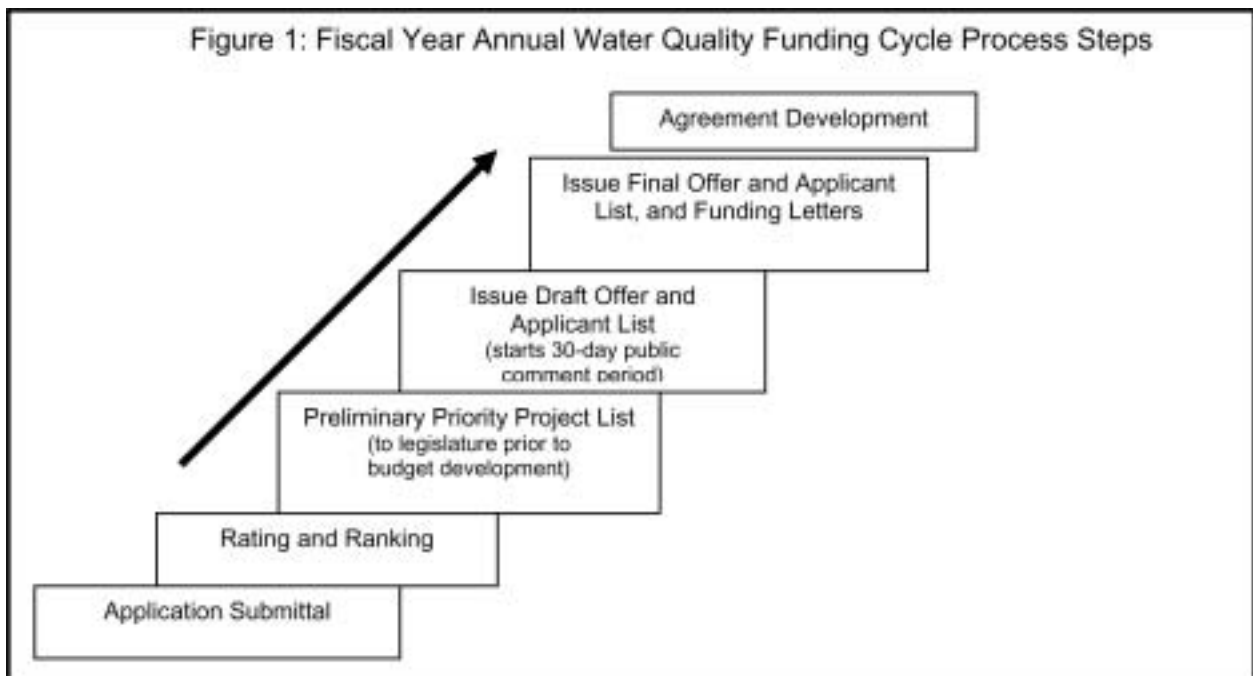 Figure 1: Fiscal Year Annual Water Quality Funding Cycle Process Steps
Agreement Development
Issue Final Offer and Applicant
List, and Funding Letters
Issue Draft Offer and
Applicant List
(starts 30-day public
comment period)
Preliminary Priority Project List
(to legislature prior to
budget development)
Rating and Ranking
Application Submittal